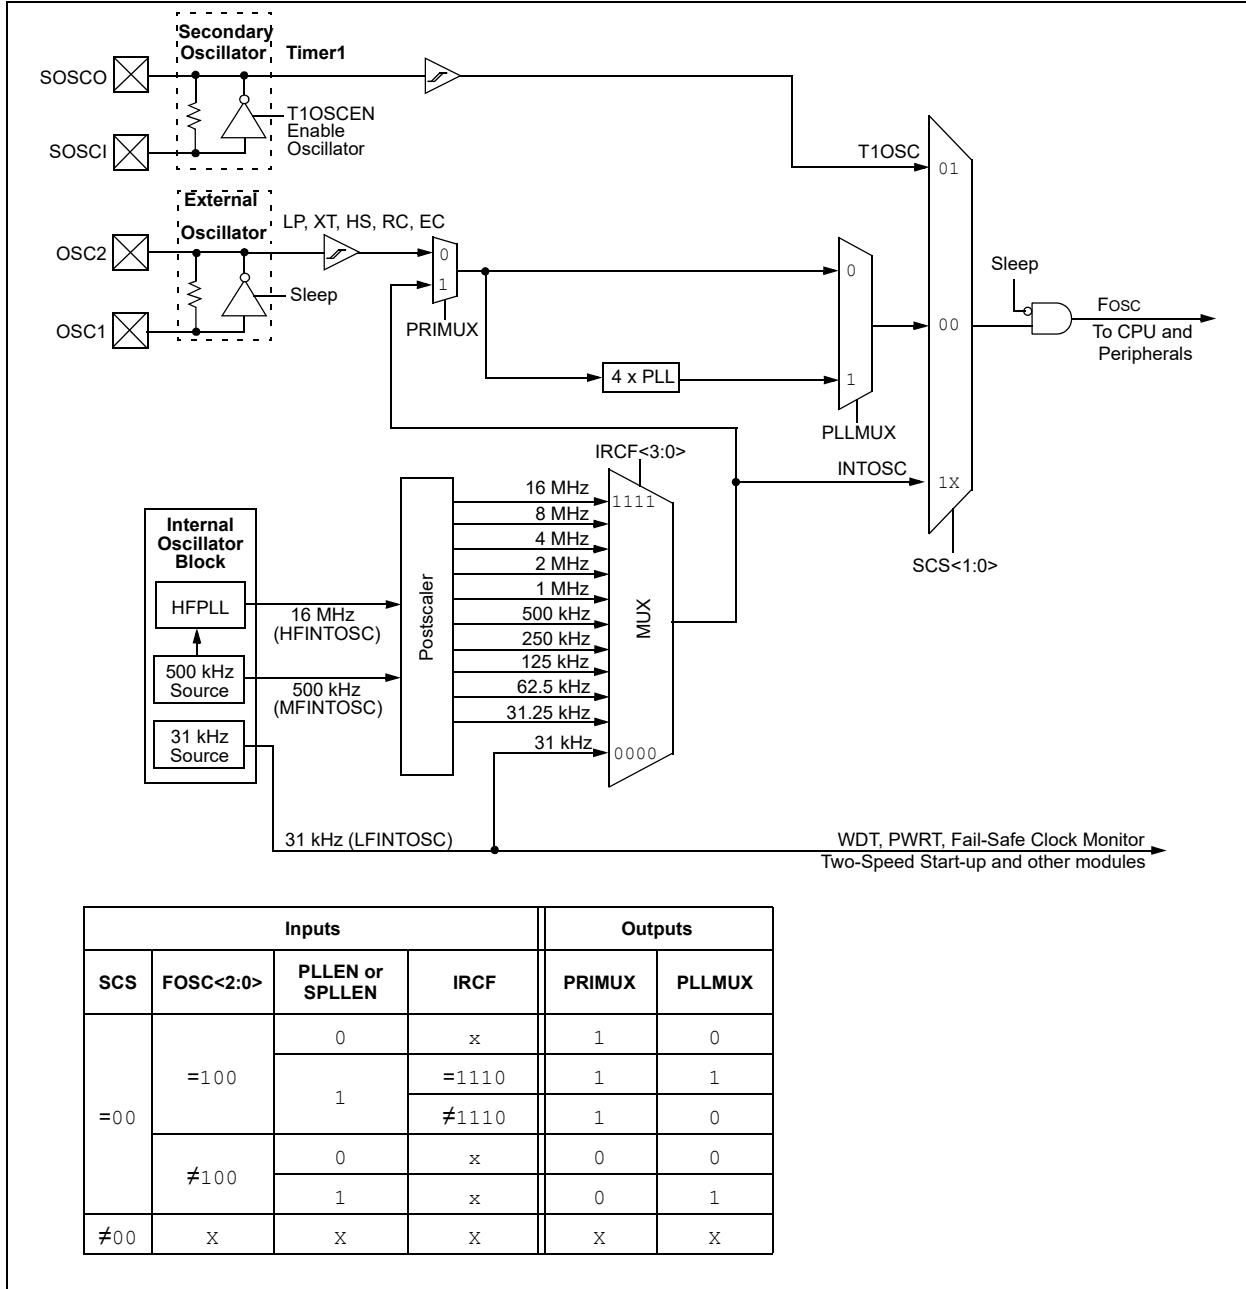 Secondary
Oscillator
Timer1
SOSCO
T1OSCEN
Enable
Oscillator
SOSCI
T1OSC
01
External
Oscillator
LP, XT, HS, RC, EC
OSC2
0
1
Sleep
OSC1
PRIMUX
0
Sleep
00
FOSC
To CPU and
Peripherals
4 x PLL
1
PLLMUX
IRCF<3:0>
INTOSC
1X
SCS<1:0>
Internal
Oscillator
Block
HFPLL
16 MHz
(HFINTOSC)
500 kHz
Source
500 kHz
(MFINTOSC)
31 kHz
Source
Postscaler
16 MHz
8 MHz
4 MHz
2 MHz
1 MHz
500 kHz
250 kHz
125 kHz
62.5 kHz
31.25 kHz
31 kHz
1111
MUX
0000
31 kHz (LFINTOSC)
WDT, PWRT, Fail-Safe Clock Monitor
Two-Speed Start-up and other modules
Inputs Outputs
SCS FOSC<2:0> PLLEN or SPLLEN IRCF PRIMUX PLLMUX
=00 =100 0 x 1 0
1 =1110 1 1
≠1110 1 0
≠100 0 x 0 0
1 x 0 1
≠00 X X X X X